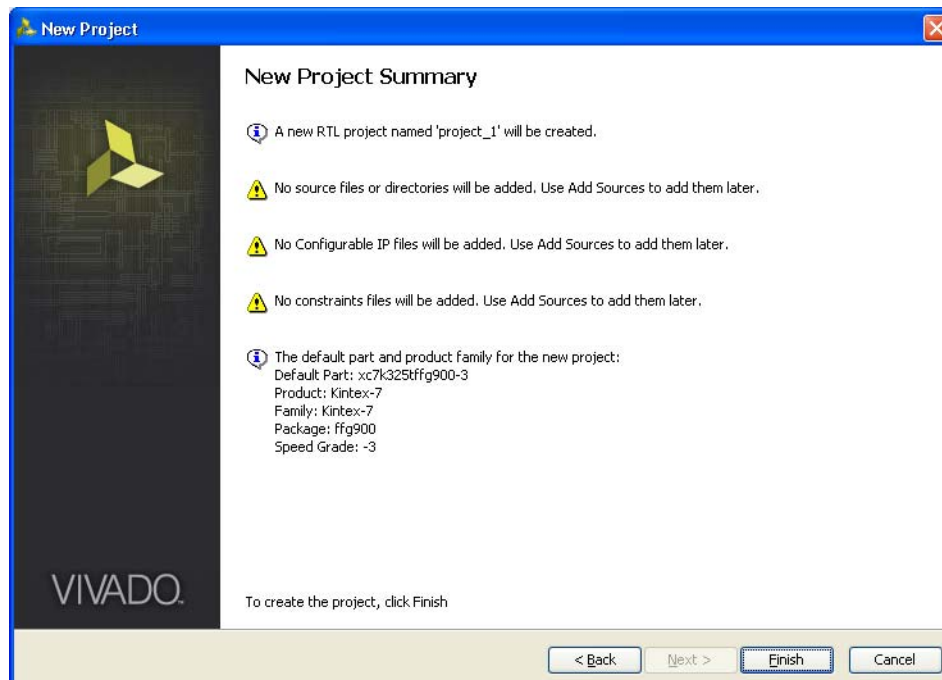 New Project
New Project Summary
A new RTL project named 'project_1' will be created.
No source files or directories will be added. Use Add Sources to add them later.
No Configurable IP files will be added. Use Add Sources to add them later.
No constraints files will be added. Use Add Sources to add them later.
The default part and product family for the new project:
Default Part: xc7k325tffg900-3
Product: Kintex-7
Family: Kintex-7
Package: ffg900
Speed Grade: -3
VIVADO™
To create the project, click Finish
< Back
Next >
Finish
Cancel